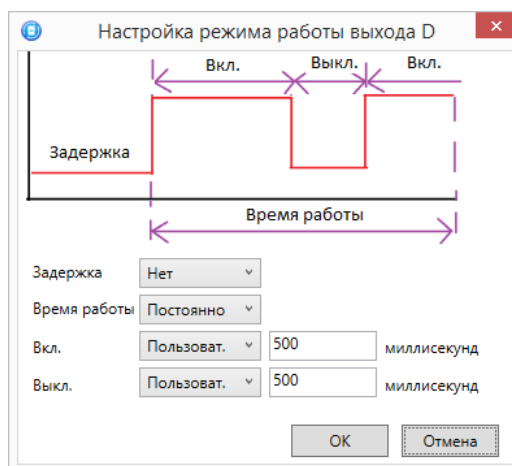 Настройка режима работы выхода D
Вкл. Выкл. Вкл.
Задержка
Время работы
Задержка Нет
Время работы Постоянно
Вкл. Пользоват. 500 миллисекунд
Выкл. Пользоват. 500 миллисекунд
OK Отмена